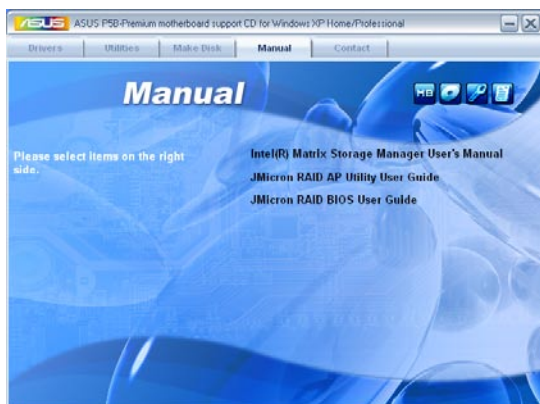 ASUS ASUS P5B-Premium motherboard support CD for Windows XP Home/Professional
Drivers Utilities Make Disk Manual Contact
Manual
MB
Please select items on the right
side.
Intel(R) Matrix Storage Manager User's Manual
JMicron RAID AP Utility User Guide
JMicron RAID BIOS User Guide